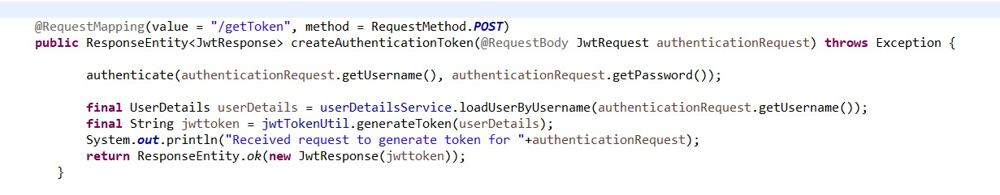 @RequestMapping(value = "/getToken", method = RequestMethod.POST)
public ResponseEntity<JwtResponse> createAuthenticationToken(@RequestBody JwtRequest authenticationRequest) throws Exception {
authenticate(authenticationRequest.getUsername(), authenticationRequest.getPassword());
final UserDetails userDetails = userDetailsService.loadUserByUsername(authenticationRequest.getUsername());
final String jwttoken = jwtTokenUtil.generateToken(userDetails);
System.out.println("Received request to generate token for "+authenticationRequest);
return ResponseEntity.ok(new JwtResponse(jwttoken));
}